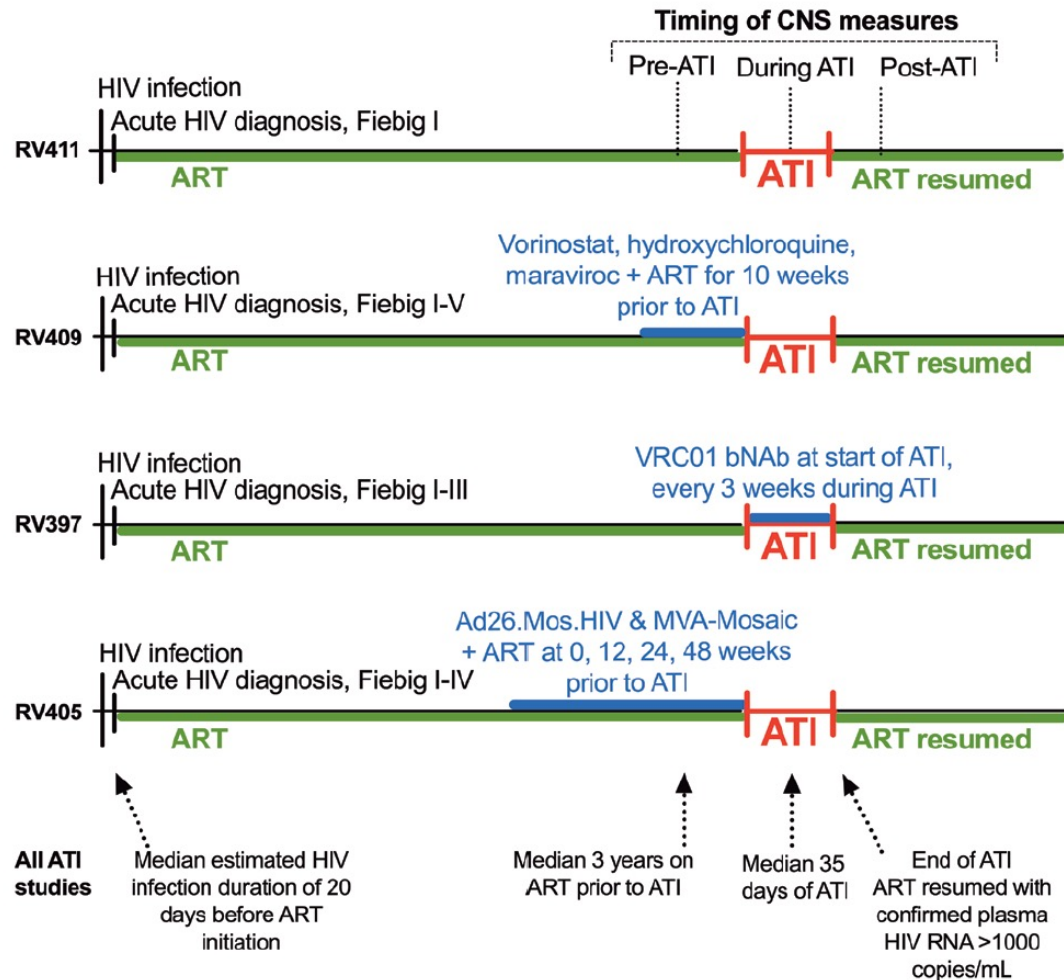 Timing of CNS measures
Pre-ATI During ATI Post-ATI
HIV infection
Acute HIV diagnosis, Fiebig I
RV411
ART
ATI
ART resumed
Vorinostat, hydroxychloroquine,
maraviroc + ART for 10 weeks
prior to ATI
HIV infection
Acute HIV diagnosis, Fiebig I-V
RV409
ART
ATI
ART resumed
VRC01 bNAb at start of ATI,
every 3 weeks during ATI
HIV infection
Acute HIV diagnosis, Fiebig I-III
RV397
ART
ATI
ART resumed
Ad26.Mos.HIV & MVA-Mosaic
+ ART at 0, 12, 24, 48 weeks
prior to ATI
HIV infection
Acute HIV diagnosis, Fiebig I-IV
RV405
ART
ATI
ART resumed
All ATI
studies
Median estimated HIV
infection duration of 20
days before ART
initiation
Median 3 years on
ART prior to ATI
Median 35
days of ATI
End of ATI
ART resumed with
confirmed plasma
HIV RNA >1000
copies/mL